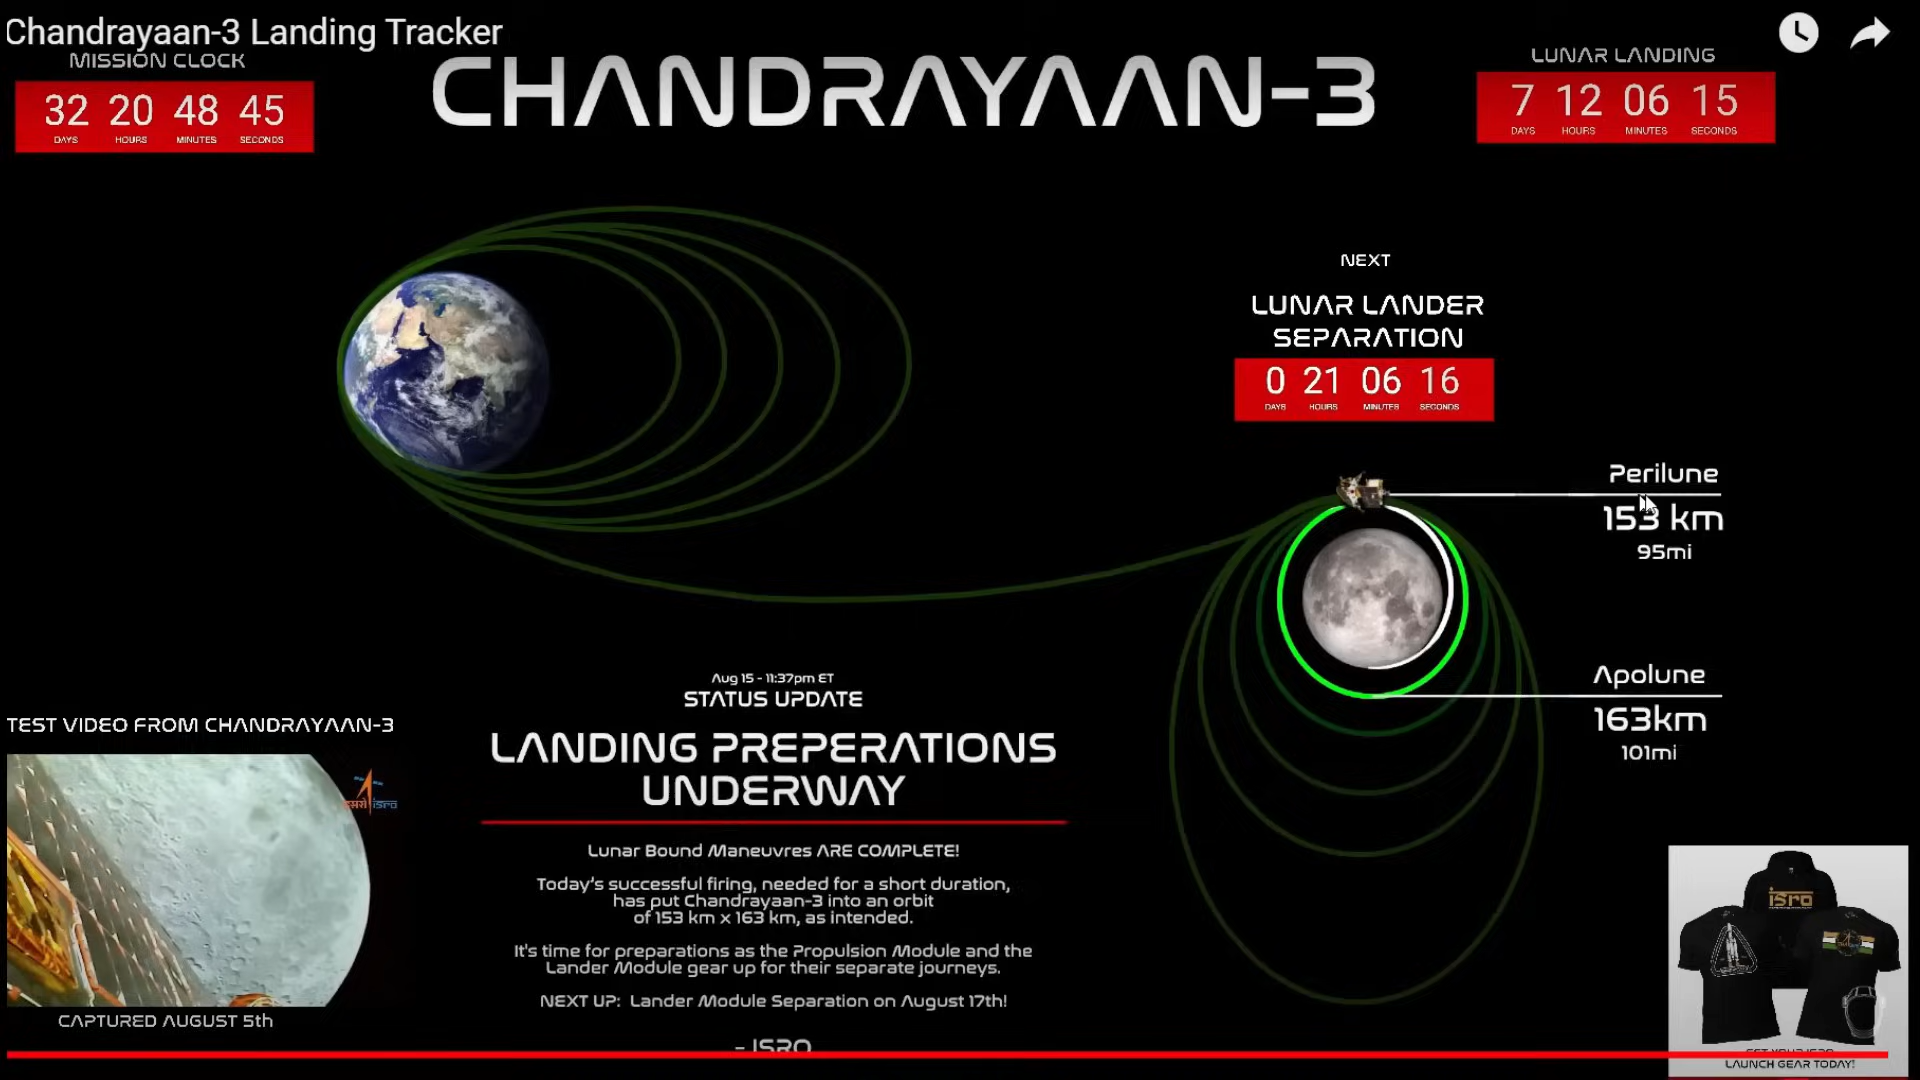 Chandrayaan-3 Landing Tracker
MISSION CLOCK
32 20 48 45
DAYS HOURS MINUTES SECONDS
CHANDRAYAAN-3
LUNAR LANDING
7 12 06 15
DAYS HOURS MINUTES SECONDS
NEXT
LUNAR LANDER
SEPARATION
0 21 06 16
DAYS HOURS MINUTES SECONDS
Perilune
153 km
95mi
Apolune
163km
101mi
Aug 15 - 11:37pm ET
STATUS UPDATE
LANDING PREPERATIONS
UNDERWAY
Lunar Bound Maneuvres ARE COMPLETE!
Today's successful firing, needed for a short duration,
has put Chandrayaan-3 into an orbit
of 153 km x 163 km, as intended.
It's time for preparations as the Propulsion Module and the
Lander Module gear up for their separate journeys.
NEXT UP: Lander Module Separation on August 17th!
- ISRO
TEST VIDEO FROM CHANDRAYAAN-3
इसरो isro
CAPTURED AUGUST 5th
isro
GET YOUR ISRO
LAUNCH GEAR TODAY!